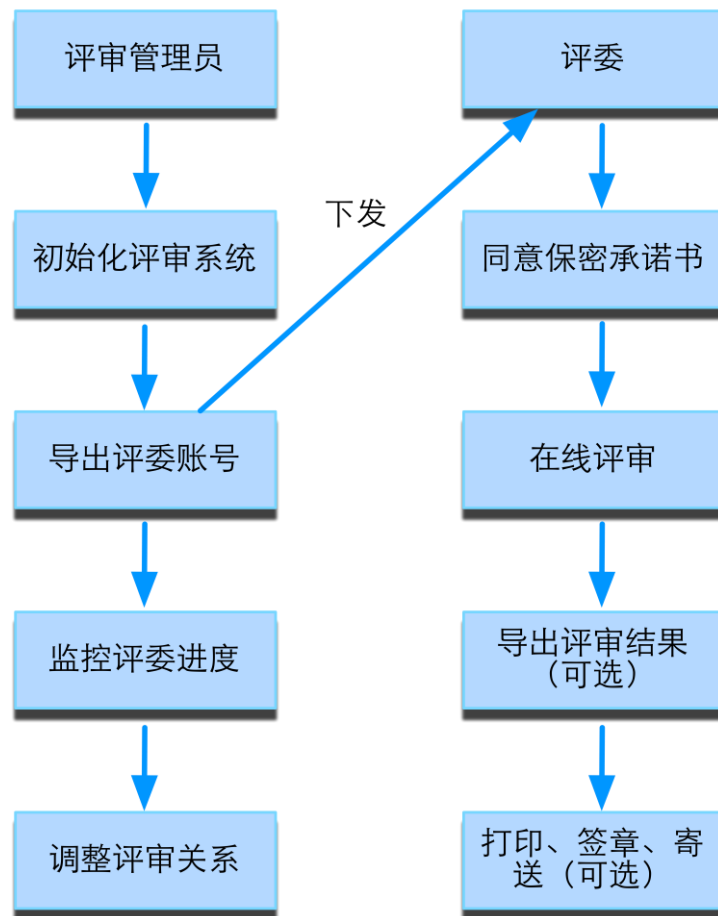 评审管理员
初始化评审系统
导出评委账号
监控评委进度
调整评审关系
下发
评委
同意保密承诺书
在线评审
导出评审结果
（可选）
打印、签章、寄
送（可选）